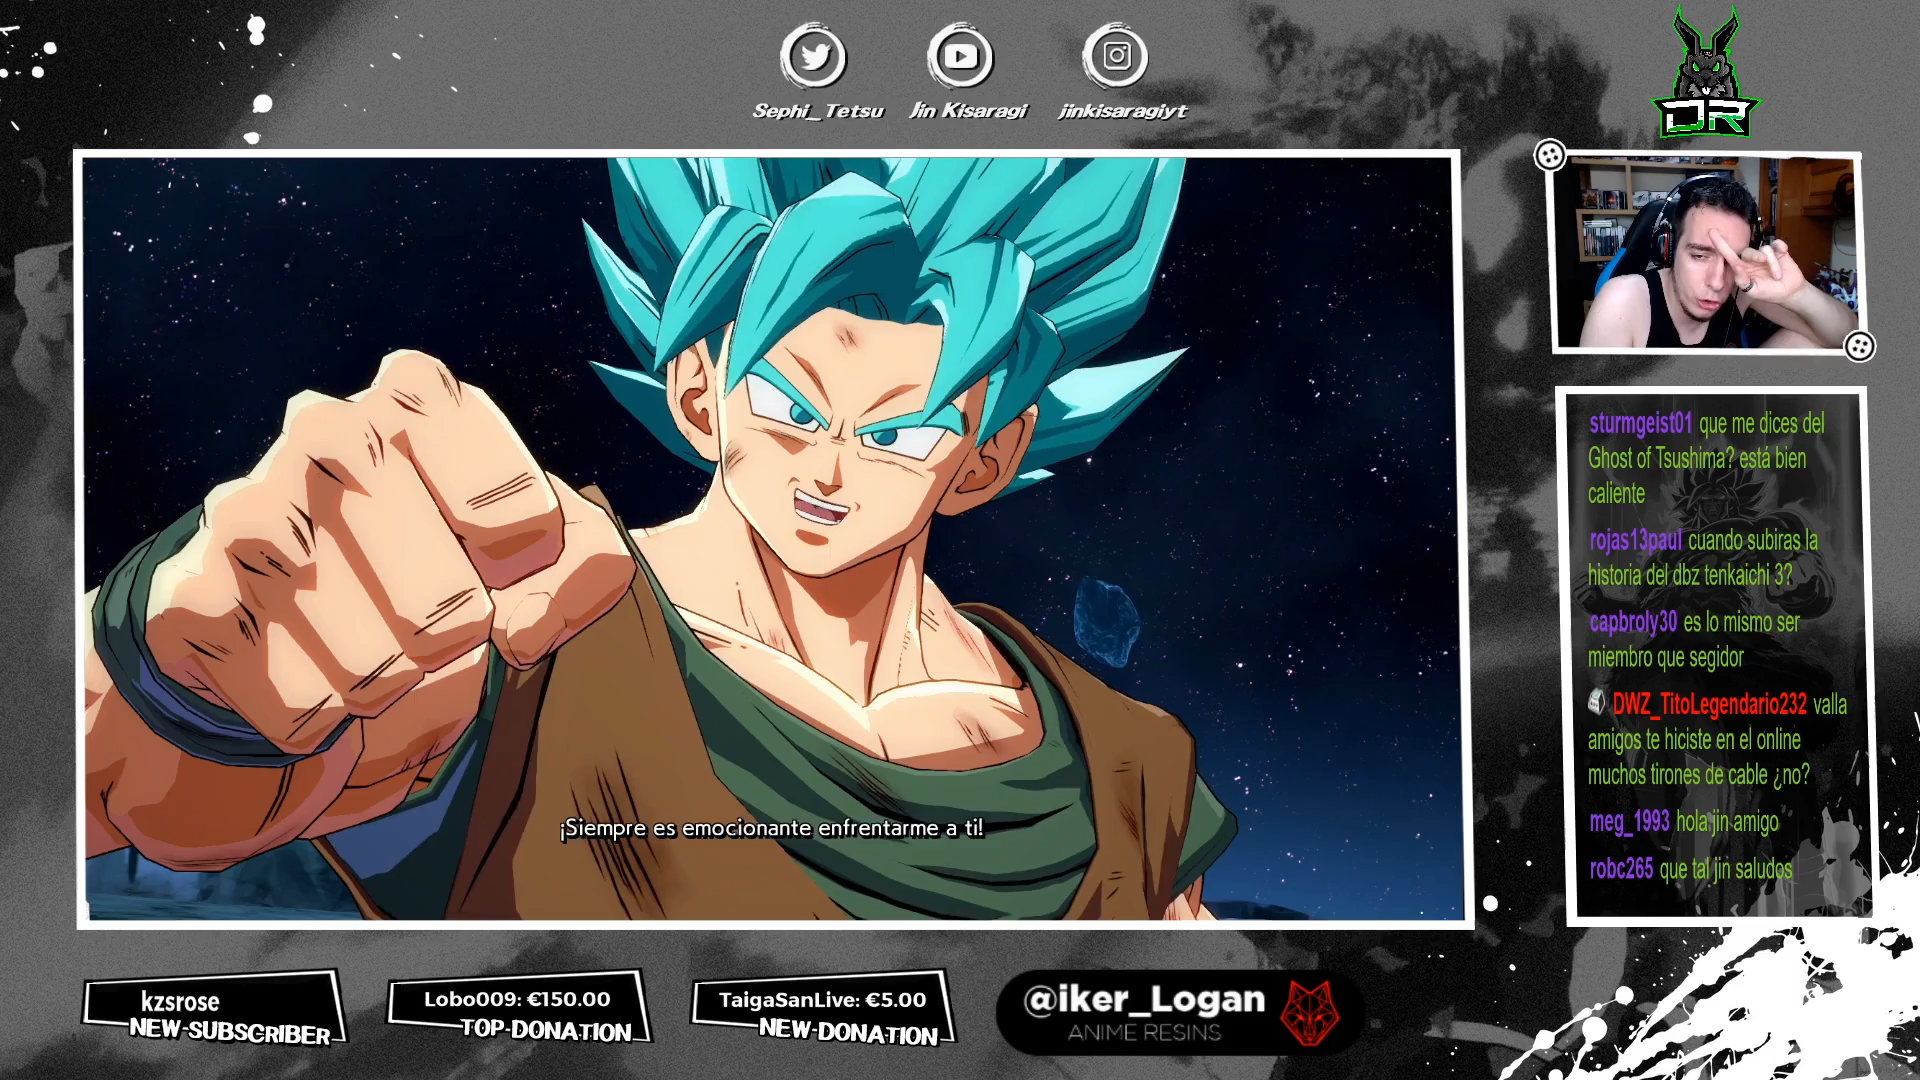 Sephi_Tetsu
Jin Kisaragi
jinkisaragiyt
JR
sturmgeist01 que me dices del
Ghost of Tsushima? está bien
caliente
rojas13paul cuando subiras la
historia del dbz tenkaichi 3?
capbroly30 es lo mismo ser
miembro que segidor
DWZ_TitoLegendario232 valla
amigos te hiciste en el online
muchos tirones de cable ¿no?
meg_1993 hola jin amigo
robc265 que tal jin saludos
¡Siempre es emocionante enfrentarme a ti!
kzsrose
NEW-SUBSCRIBER
Lobo009: €150.00
TOP-DONATION
TaigaSanLive: €5.00
NEW-DONATION
@iker_Logan
ANIME RESINS